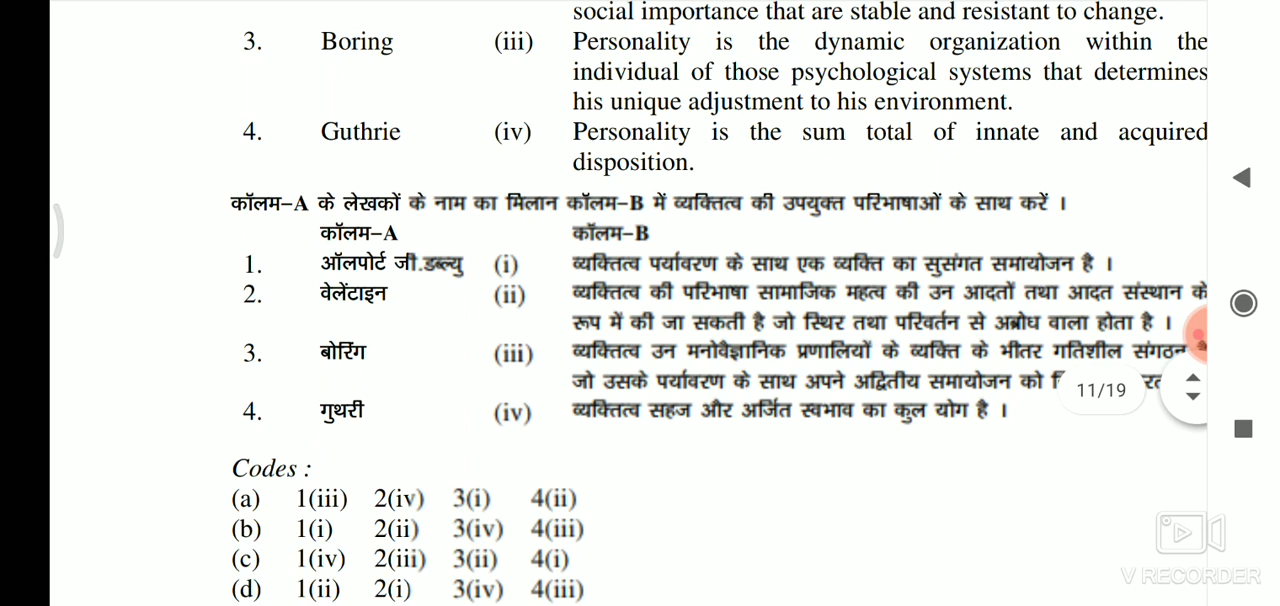 social importance that are stable and resistant to change.
3. Boring (iii) Personality is the dynamic organization within the
individual of those psychological systems that determines
his unique adjustment to his environment.
4. Guthrie (iv) Personality is the sum total of innate and acquired
disposition.
कॉलम–A के लेखकों के नाम का मिलान कॉलम–B में व्यक्तित्व की उपयुक्त परिभाषाओं के साथ करें ।
कॉलम–A कॉलम–B
1. ऑलपोर्ट जी.डब्ल्यु (i) व्यक्तित्व पर्यावरण के साथ एक व्यक्ति का सुसंगत समायोजन है ।
2. वेलेंटाइन (ii) व्यक्तित्व की परिभाषा सामाजिक महत्व की उन आदतों तथा आदत संस्थान के
रूप में की जा सकती है जो स्थिर तथा परिवर्तन से अब्रोध वाला होता है ।
3. बोरिंग (iii) व्यक्तित्व उन मनोवैज्ञानिक प्रणालियों के व्यक्ति के भीतर गतिशील संगठन
जो उसके पर्यावरण के साथ अपने अद्वितीय समायोजन को
11/19
4. गुथरी (iv) व्यक्तित्व सहज और अर्जित स्वभाव का कुल योग है ।
Codes :
(a) 1(iii) 2(iv) 3(i) 4(ii)
(b) 1(i) 2(ii) 3(iv) 4(iii)
(c) 1(iv) 2(iii) 3(ii) 4(i)
(d) 1(ii) 2(i) 3(iv) 4(iii)
V RECORDER